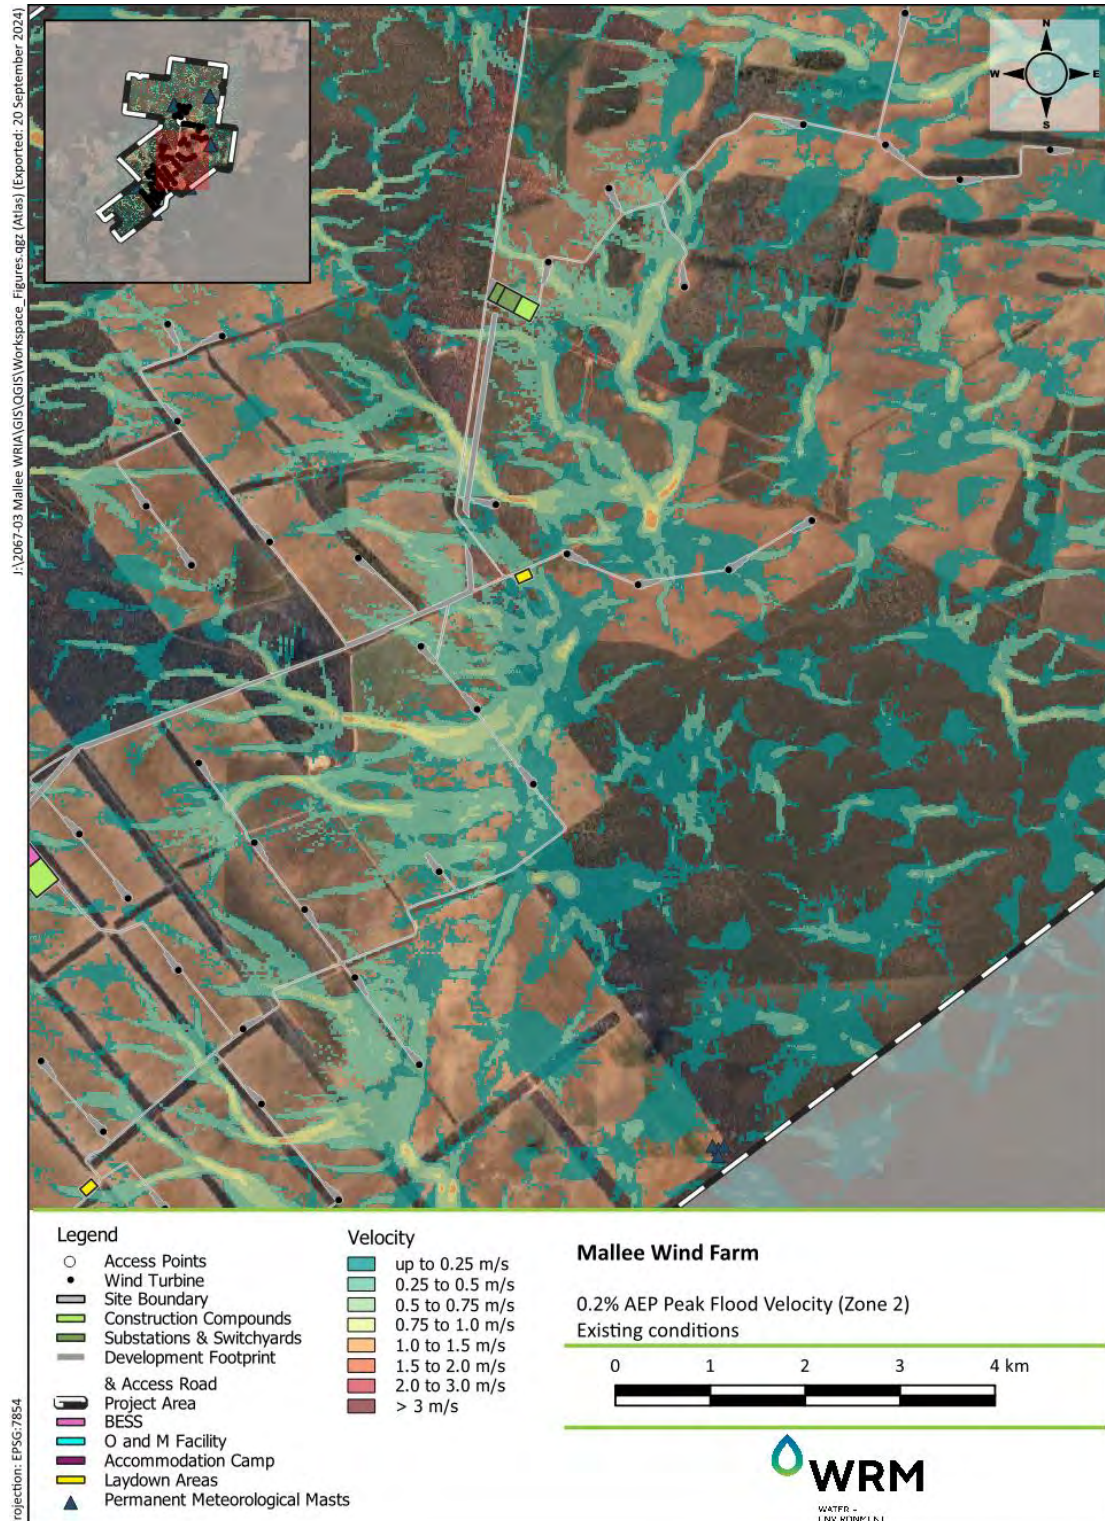 J:\2067-03 Mallee WRIA\GIS\QGIS\Workspace_Figures.qgz (Atlas) (Exported: 20 September 2024)
N
W E
S
Legend
Access Points
Wind Turbine
Site Boundary
Construction Compounds
Substations & Switchyards
Development Footprint
& Access Road
Project Area
BESS
O and M Facility
Accommodation Camp
Laydown Areas
Permanent Meteorological Masts
Velocity
up to 0.25 m/s
0.25 to 0.5 m/s
0.5 to 0.75 m/s
0.75 to 1.0 m/s
1.0 to 1.5 m/s
1.5 to 2.0 m/s
2.0 to 3.0 m/s
> 3 m/s
Mallee Wind Farm
0.2% AEP Peak Flood Velocity (Zone 2)
Existing conditions
0 1 2 3 4 km
rojection: EPSG:7854
WRM
WATER +
ENVIRONMENT